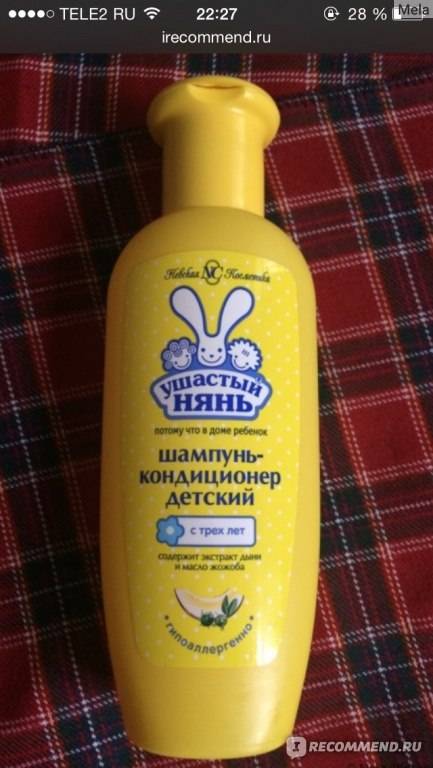 TELE2 RU 22:27 28 %
Mela
irecommend.ru
Невская NC Косметика
УШАСТЫЙ
НЯНЬ
потому что в доме ребенок
шампунь-
кондиционер
детский
с трех лет
содержит экстракт дыни
и масло жожоба
• гипоаллергенно •
IRECOMMEND.RU